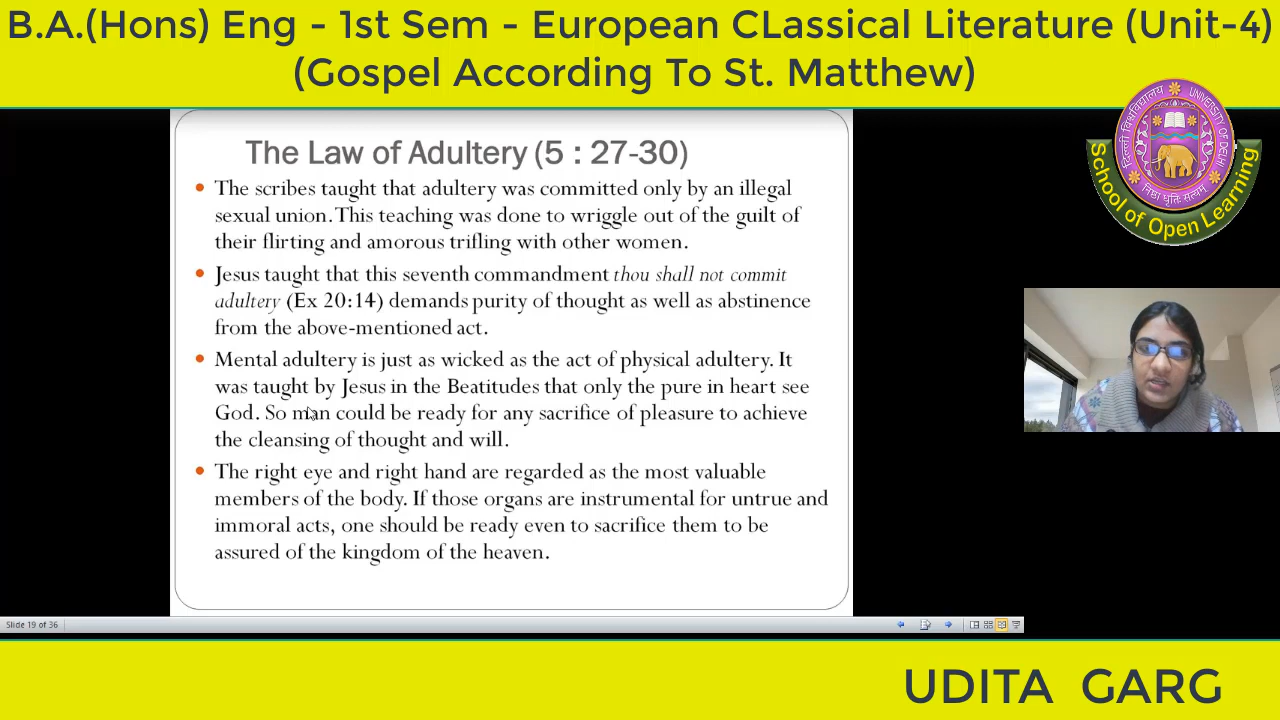 B.A.(Hons) Eng - 1st Sem - European CLassical Literature (Unit-4)
(Gospel According To St. Matthew)
The Law of Adultery (5 : 27-30)
The scribes taught that adultery was committed only by an illegal
sexual union. This teaching was done to wriggle out of the guilt of
their flirting and amorous trifling with other women.
Jesus taught that this seventh commandment thou shall not commit
adultery (Ex 20:14) demands purity of thought as well as abstinence
from the above-mentioned act.
Mental adultery is just as wicked as the act of physical adultery. It
was taught by Jesus in the Beatitudes that only the pure in heart see
God. So man could be ready for any sacrifice of pleasure to achieve
the cleansing of thought and will.
The right eye and right hand are regarded as the most valuable
members of the body. If those organs are instrumental for untrue and
immoral acts, one should be ready even to sacrifice them to be
assured of the kingdom of the heaven.
दिल्ली विश्वविद्यालय
UNIVERSITY OF DELHI
निष्ठा धृतिः सत्यम्
School of Open Learning
Slide 19 of 36
UDITA GARG